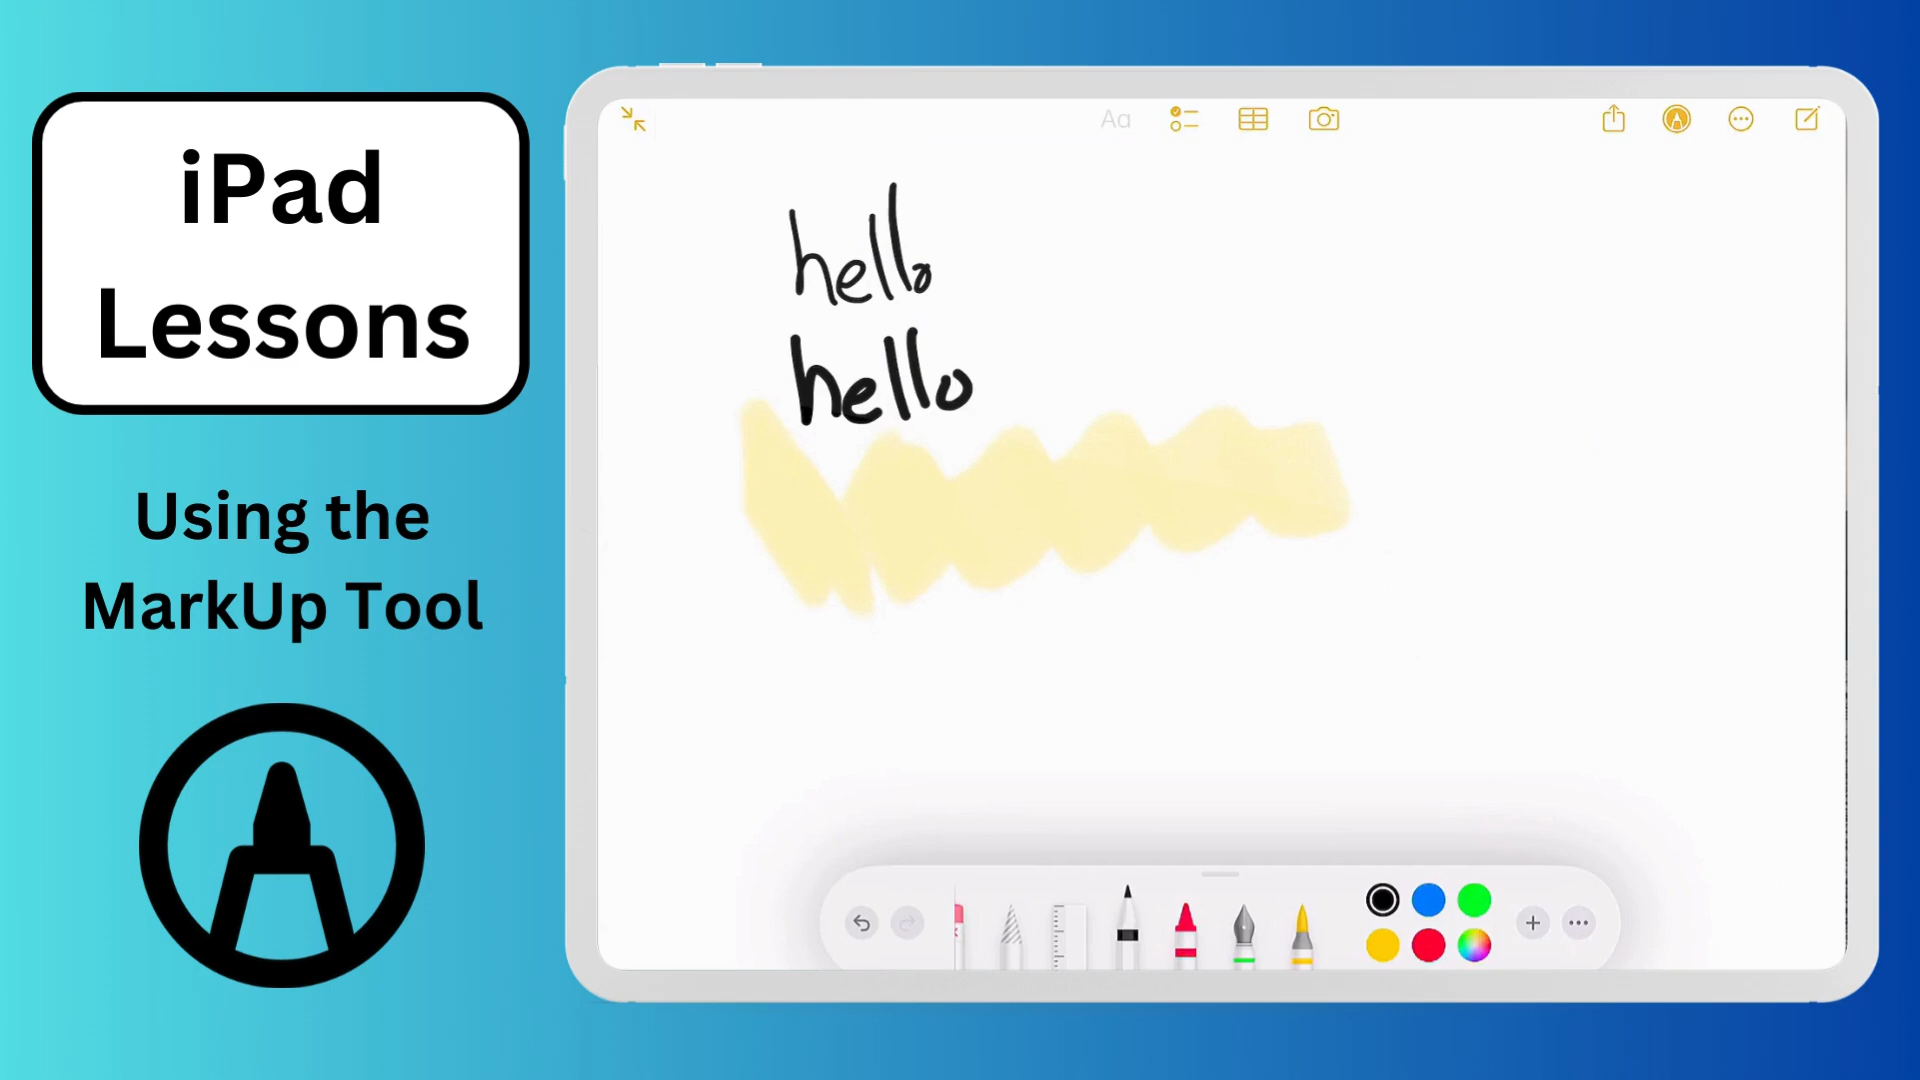 iPad
Lessons
Using the
MarkUp Tool
Aa
hello
hello